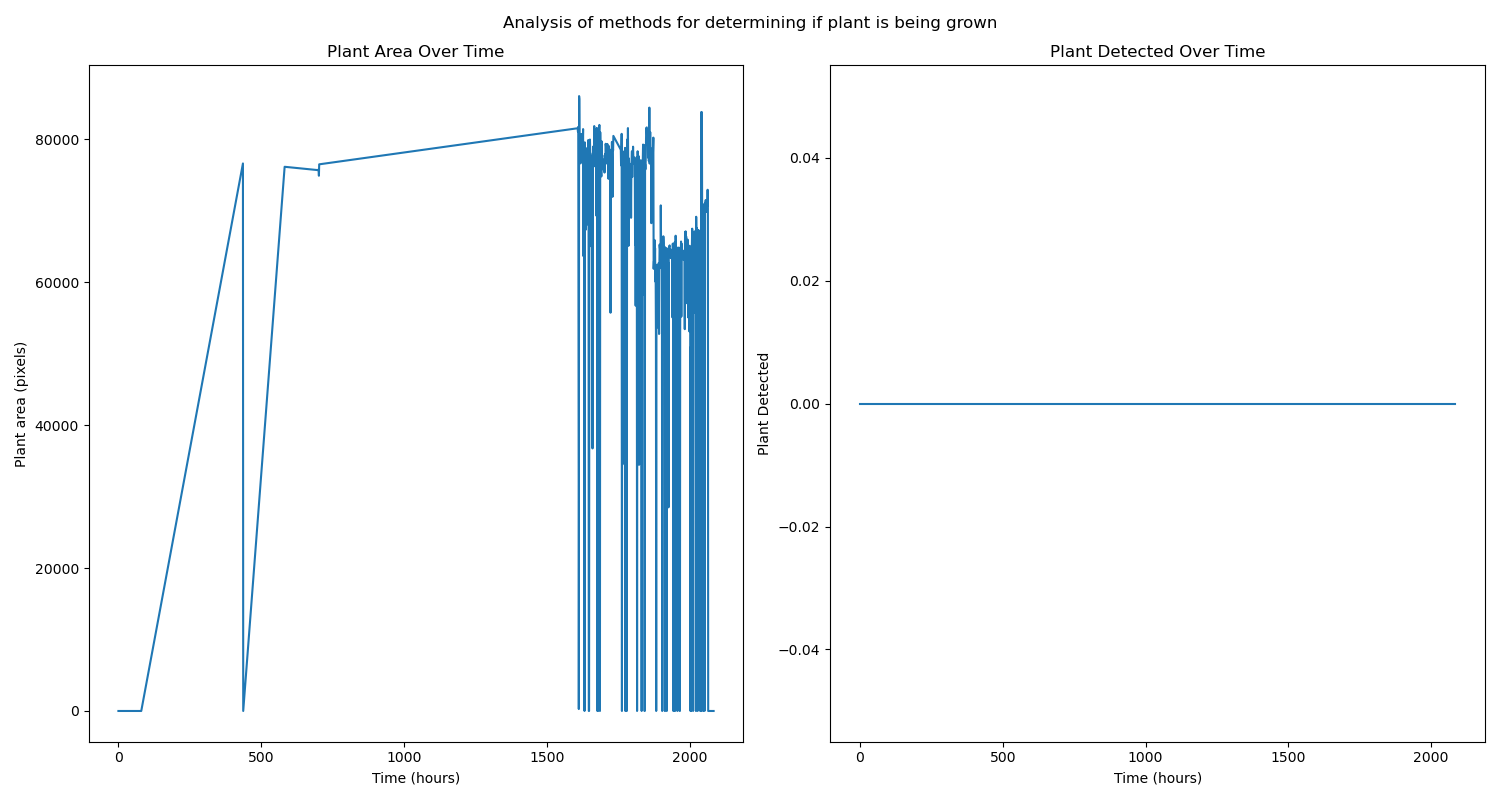 Analysis of methods for determining if plant is being grown
Plant Area Over Time
Plant area (pixels)
80000
60000
40000
20000
0
0 500 1000 1500 2000
Time (hours)
Plant Detected Over Time
Plant Detected
0.04
0.02
0.00
−0.02
−0.04
0 500 1000 1500 2000
Time (hours)